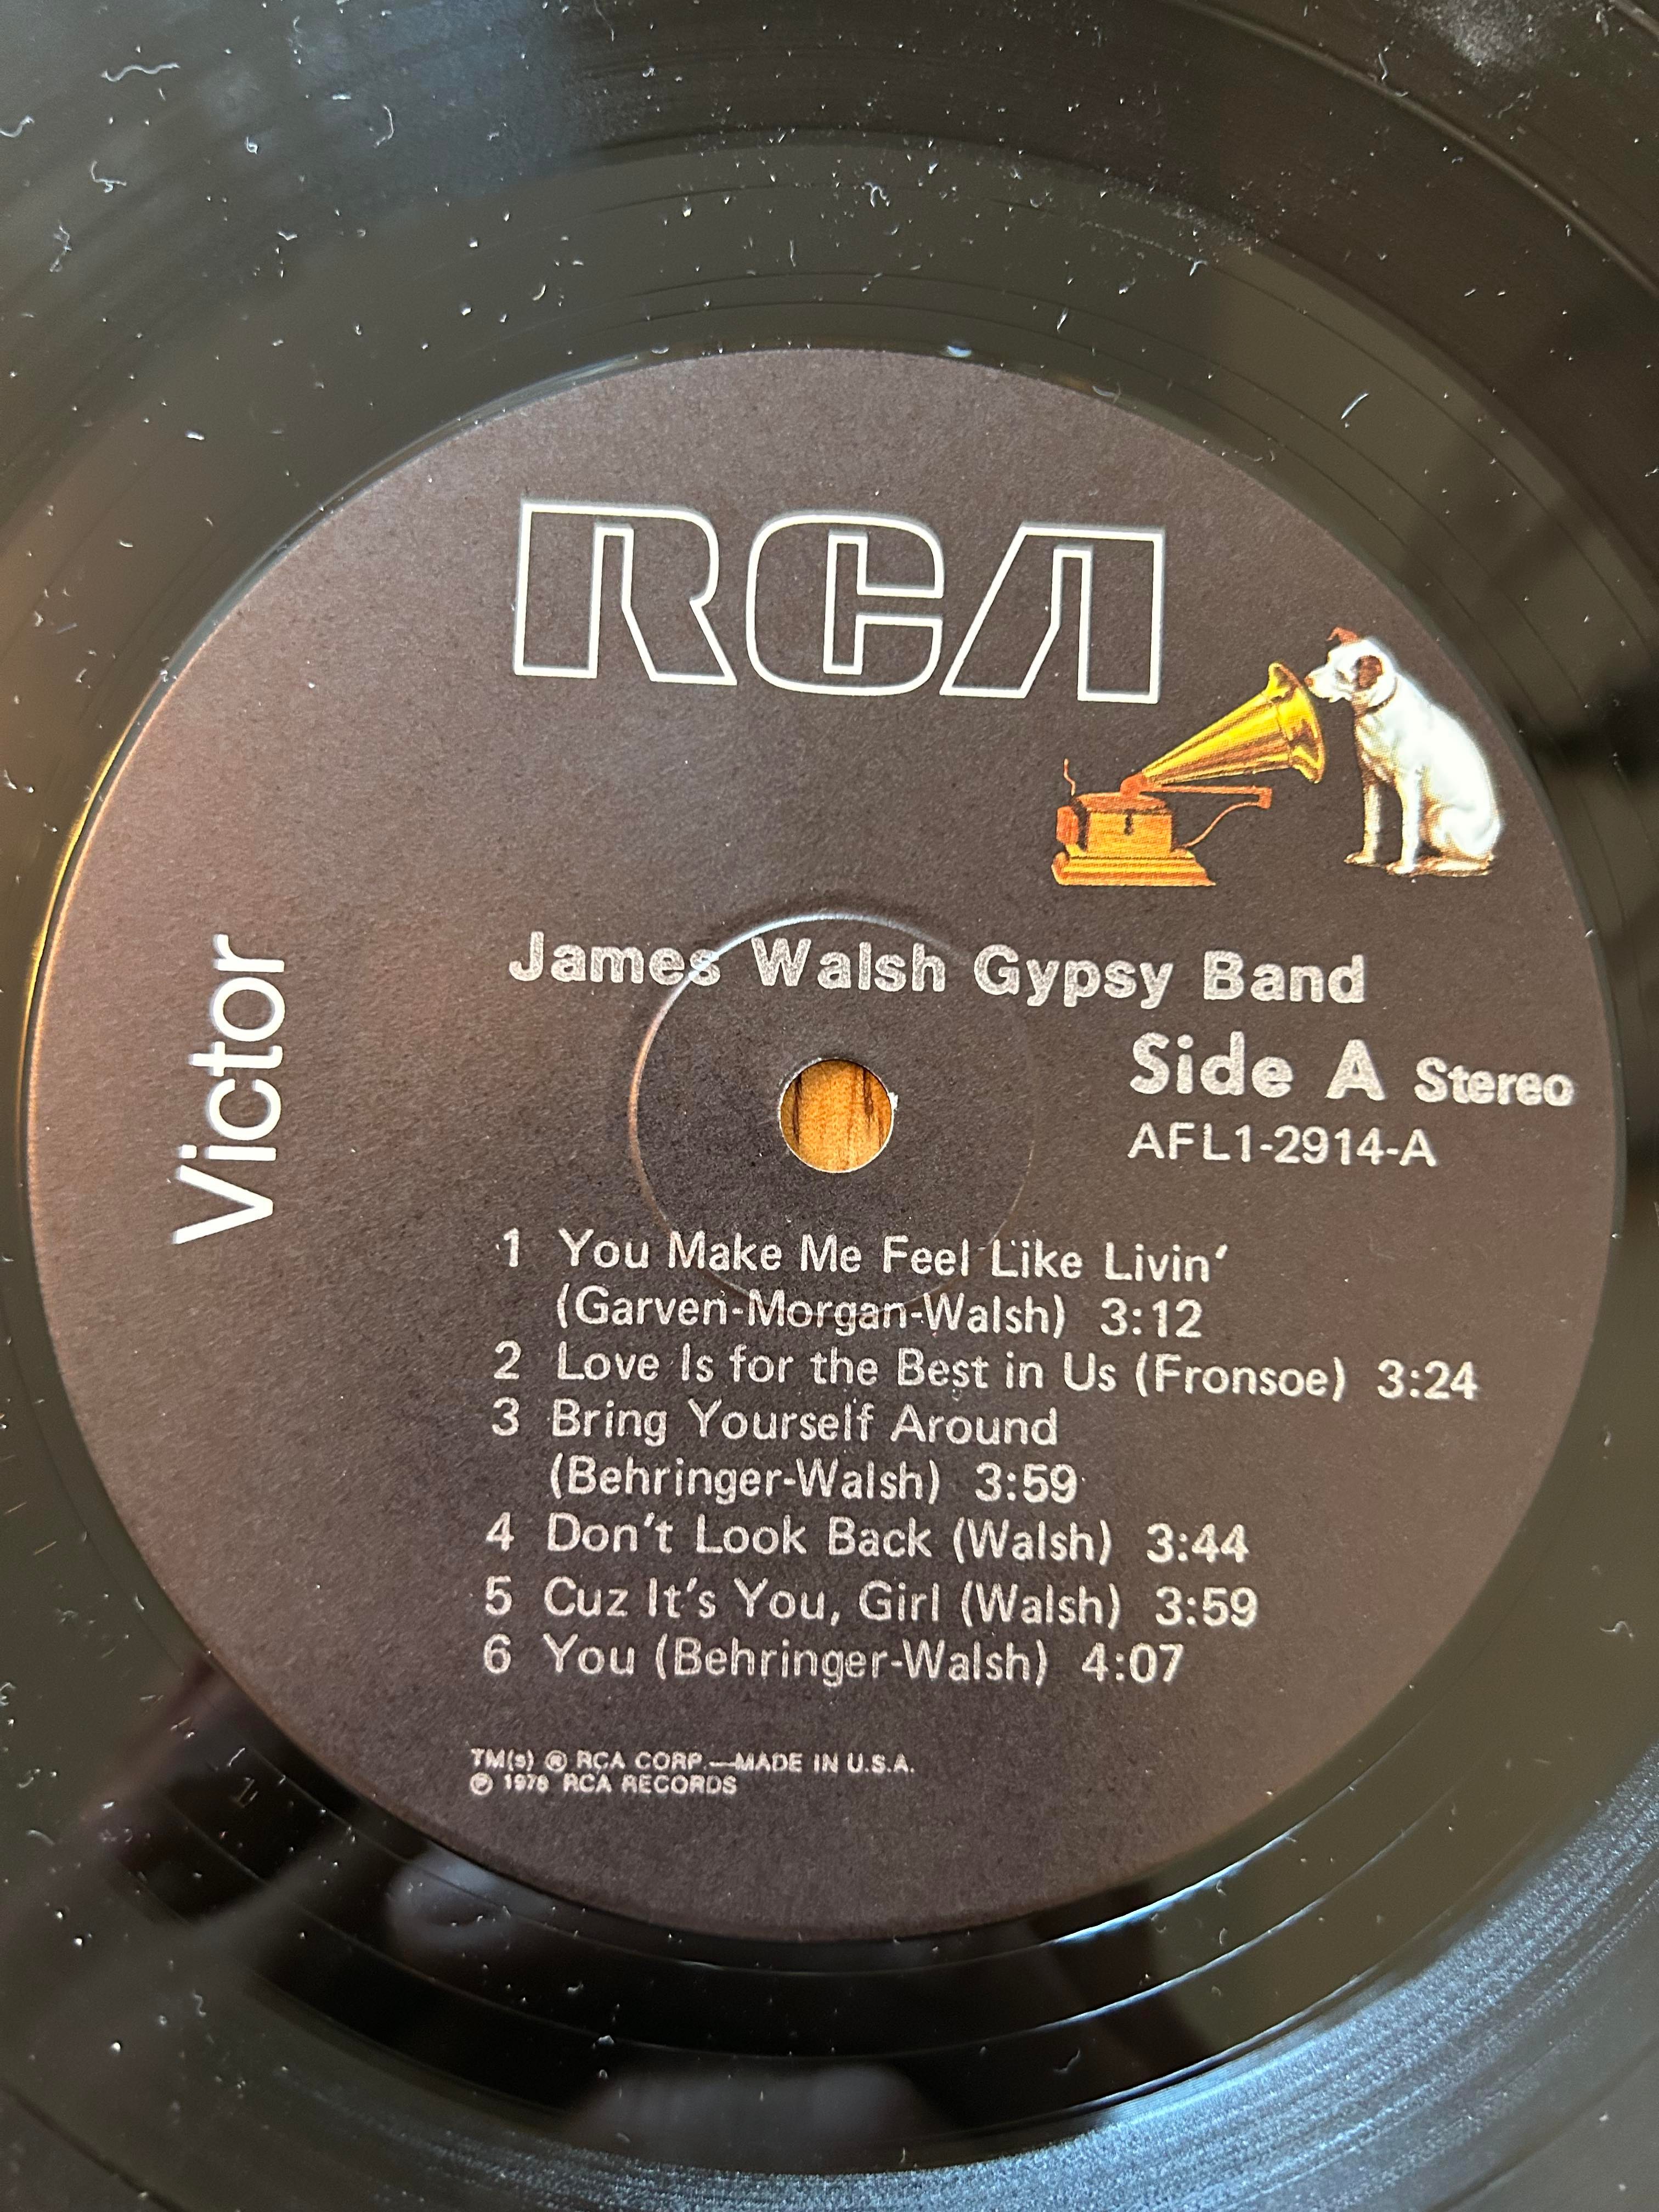 RCA
Victor
James Walsh Gypsy Band
Side A Stereo
AFL1-2914-A
1 You Make Me Feel Like Livin'
(Garven-Morgan-Walsh) 3:12
2 Love Is for the Best in Us (Fronsoe) 3:24
3 Bring Yourself Around
(Behringer-Walsh) 3:59
4 Don't Look Back (Walsh) 3:44
5 Cuz It's You, Girl (Walsh) 3:59
6 You (Behringer-Walsh) 4:07
TM(s) ® RCA CORP.—MADE IN U.S.A.
℗ 1978 RCA RECORDS